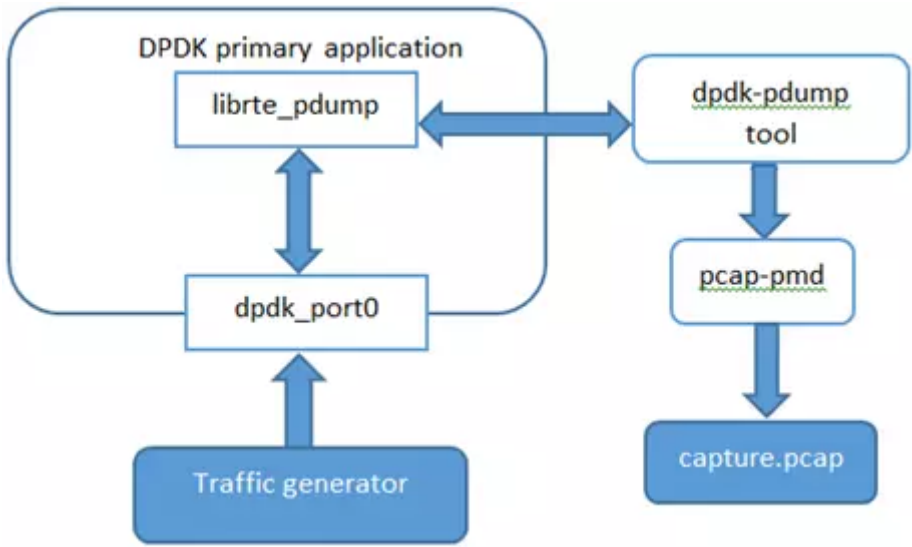 DPDK primary application
librte_pdump
dpdk-pdump
tool
pcap-pmd
dpdk_port0
Traffic generator
capture.pcap